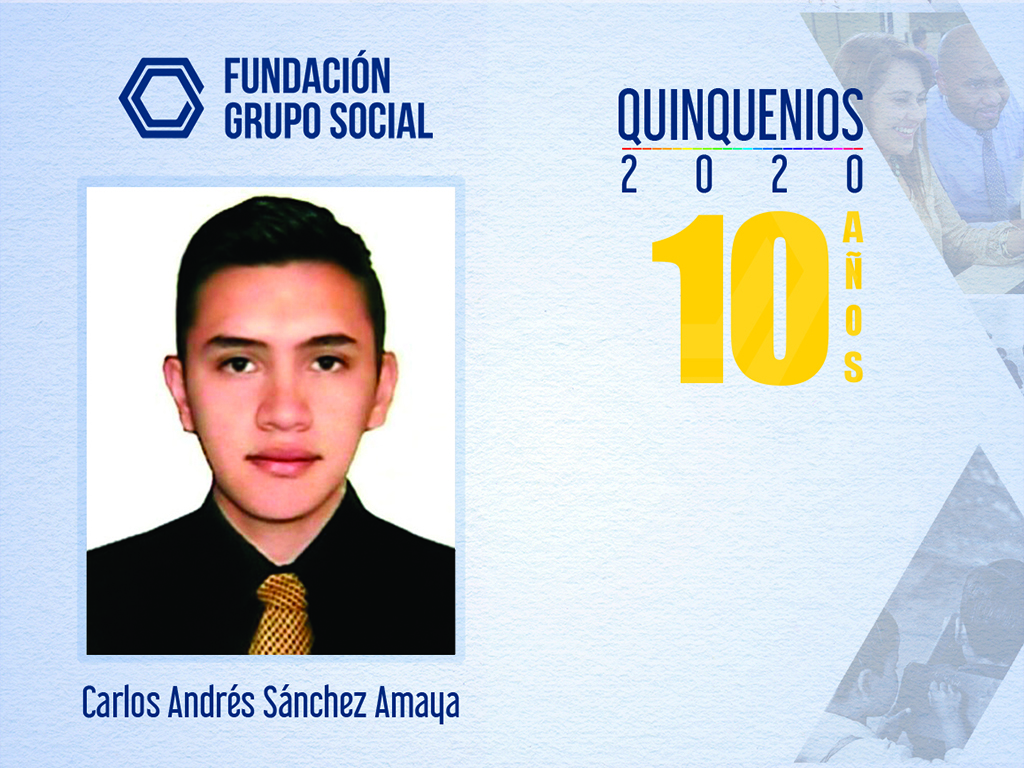 FUNDACIÓN
GRUPO SOCIAL
QUINQUENIOS
2020
10 AÑOS
Carlos Andrés Sánchez Amaya